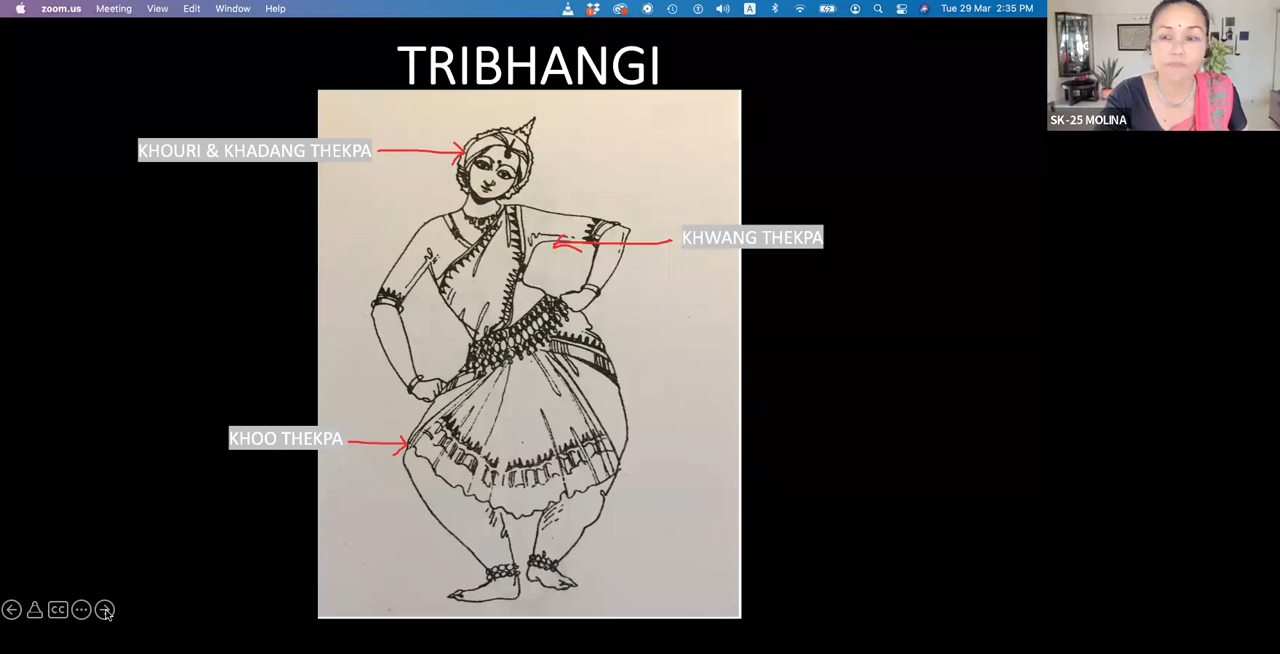 zoom.us Meeting View Edit Window Help
Tue 29 Mar 2:35 PM
TRIBHANGI
SK-25 MOLINA
KHOURI & KHADANG THEKPA
KHWANG THEKPA
KHOO THEKPA
CC